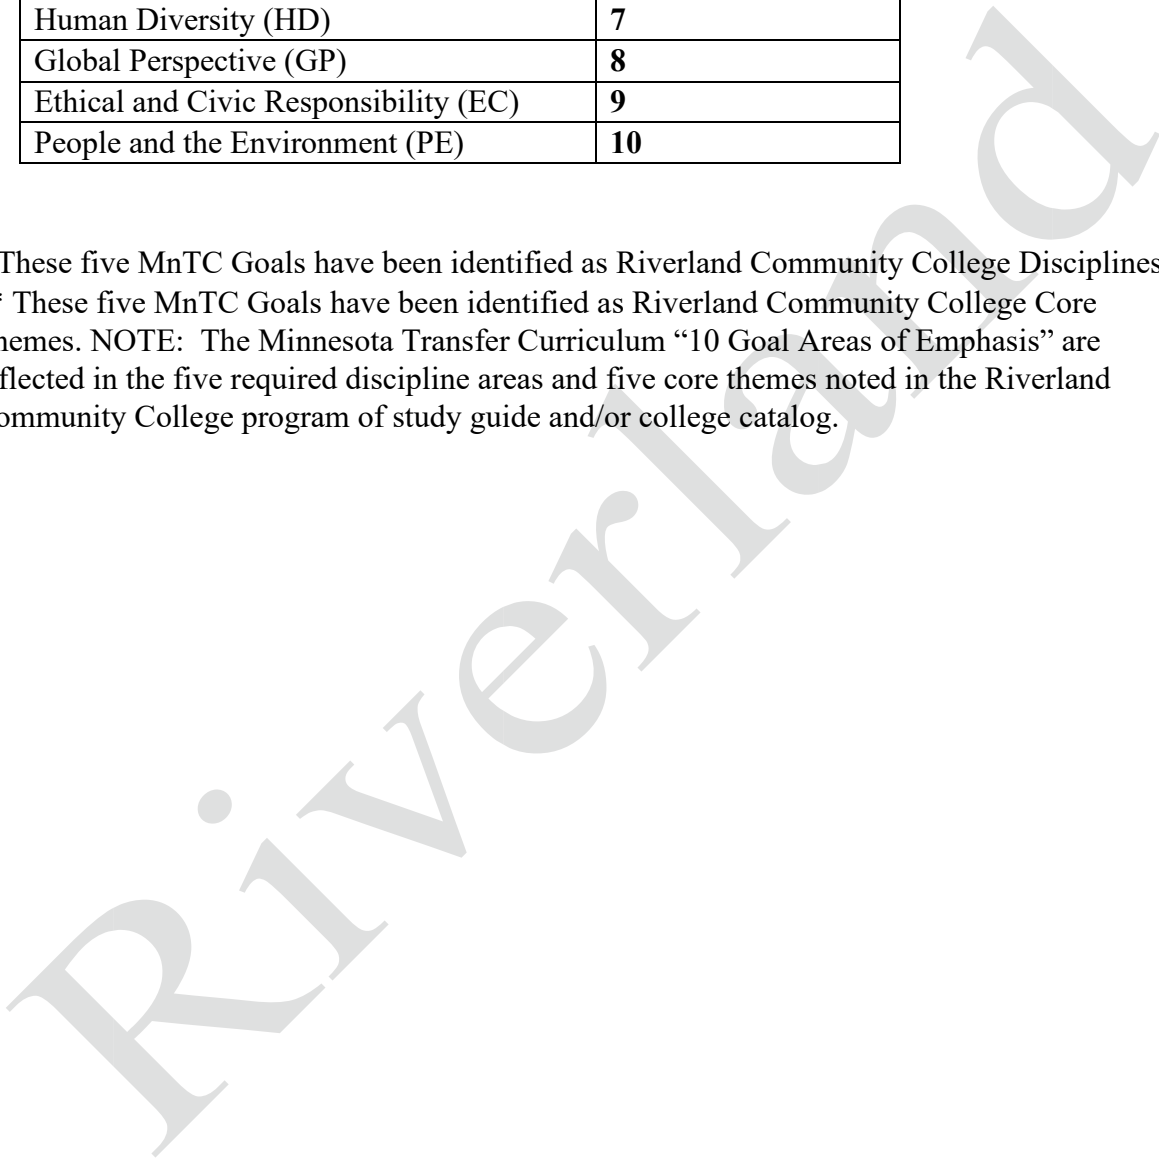 Human Diversity (HD) 7
Global Perspective (GP) 8
Ethical and Civic Responsibility (EC) 9
People and the Environment (PE) 10
These five MnTC Goals have been identified as Riverland Community College Disciplines
* These five MnTC Goals have been identified as Riverland Community College Core
hemes. NOTE:  The Minnesota Transfer Curriculum “10 Goal Areas of Emphasis” are
flected in the five required discipline areas and five core themes noted in the Riverland
ommunity College program of study guide and/or college catalog.
Riverland